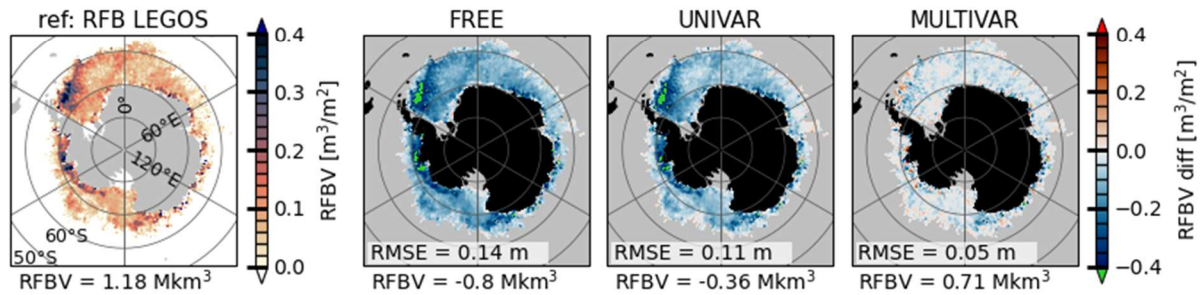 ref: RFB LEGOS
0°
60°E
120°E
60°S
50°S
RFBV = 1.18 Mkm³
0.4
0.3
0.2
0.1
0.0
RFBV [m³/m²]
FREE
RMSE = 0.14 m
RFBV = -0.8 Mkm³
UNIVAR
RMSE = 0.11 m
RFBV = -0.36 Mkm³
MULTIVAR
RMSE = 0.05 m
RFBV = 0.71 Mkm³
0.4
0.2
0.0
−0.2
−0.4
RFBV diff [m³/m²]